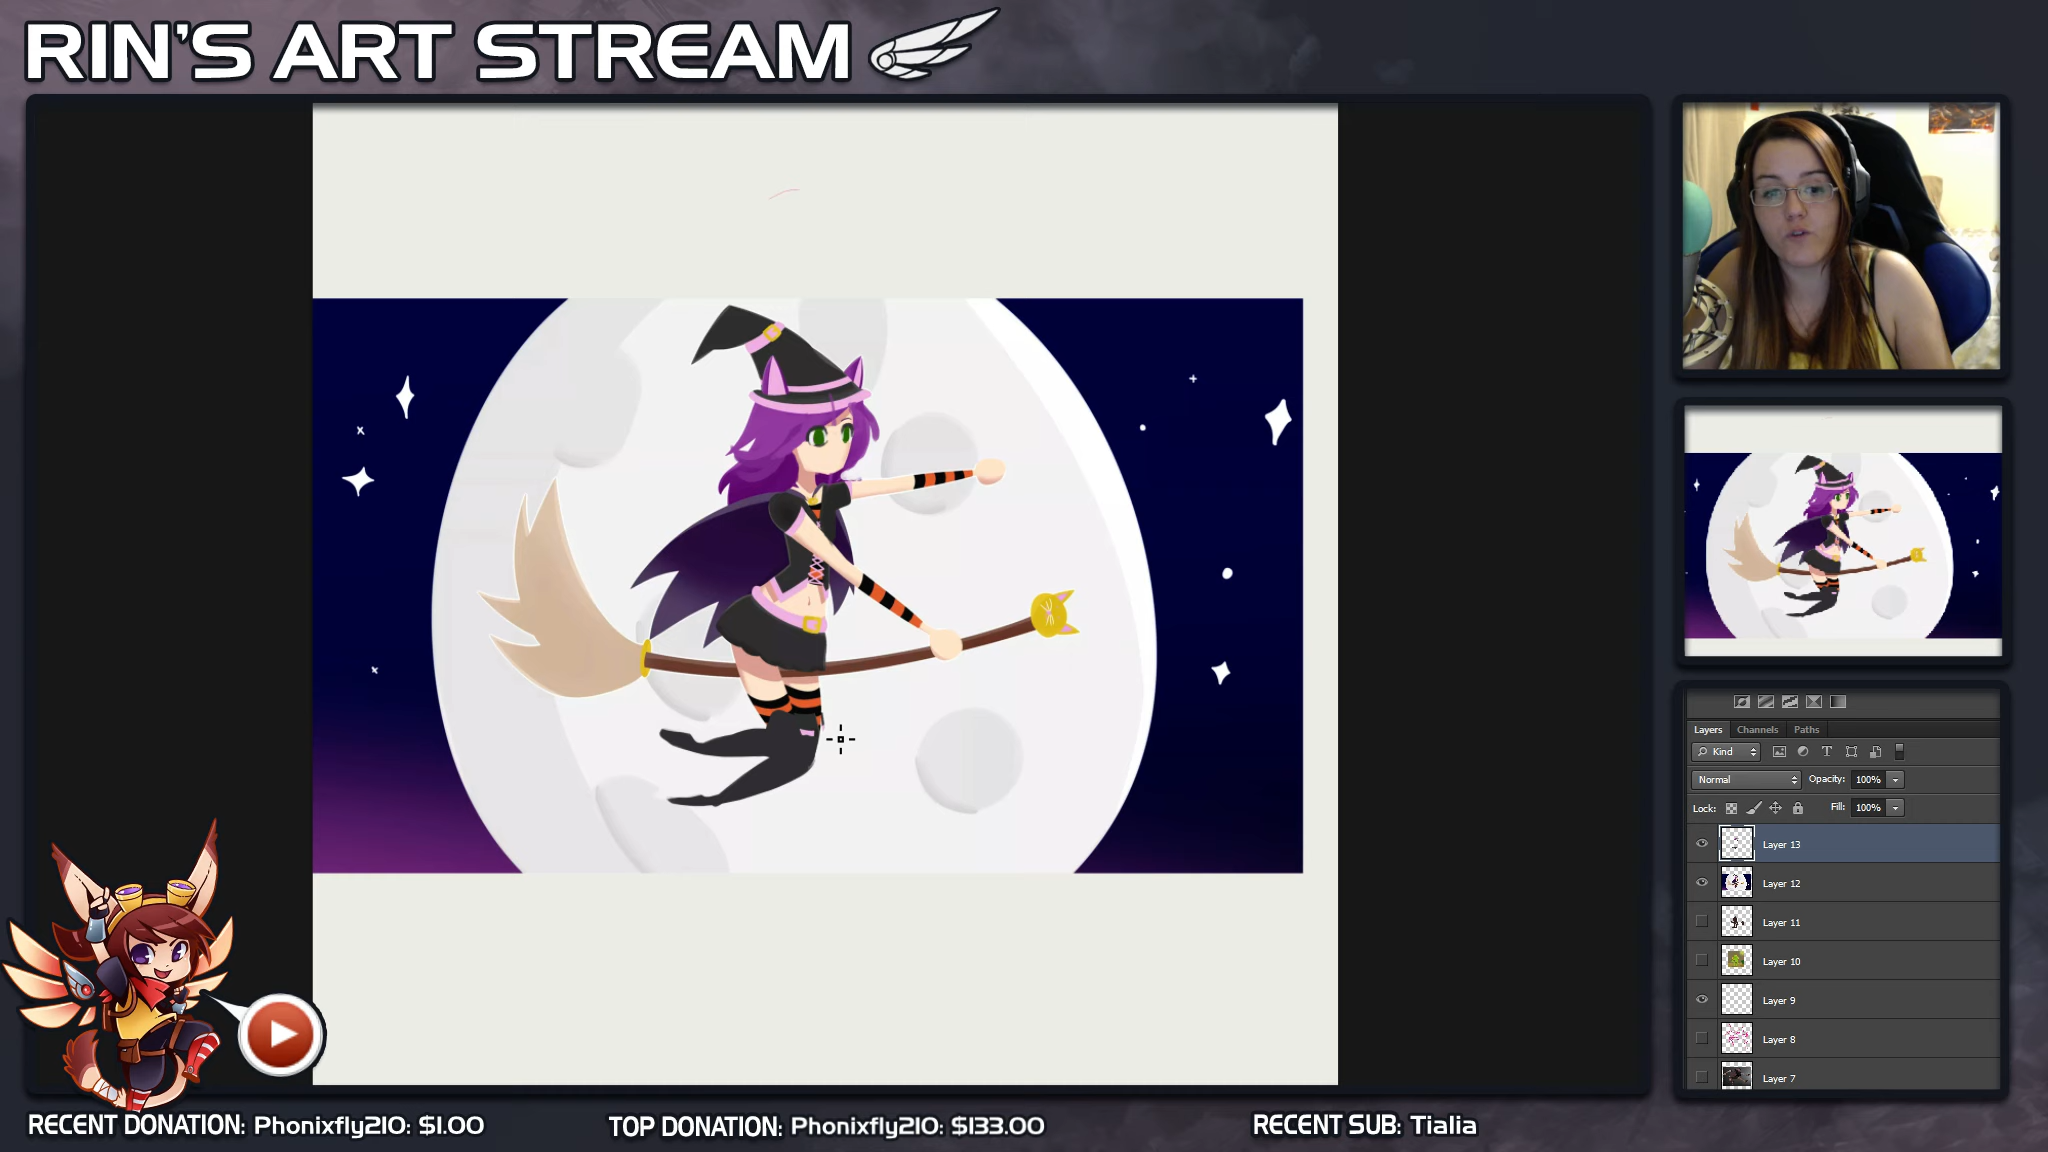 RIN'S ART STREAM
Layers Channels Paths
Kind
Normal Opacity: 100%
Lock: Fill: 100%
Layer 13
Layer 12
Layer 11
Layer 10
Layer 9
Layer 8
Layer 7
RECENT DONATION: Phonixfly210: $1.00 TOP DONATION: Phonixfly210: $133.00 RECENT SUB: Tialia